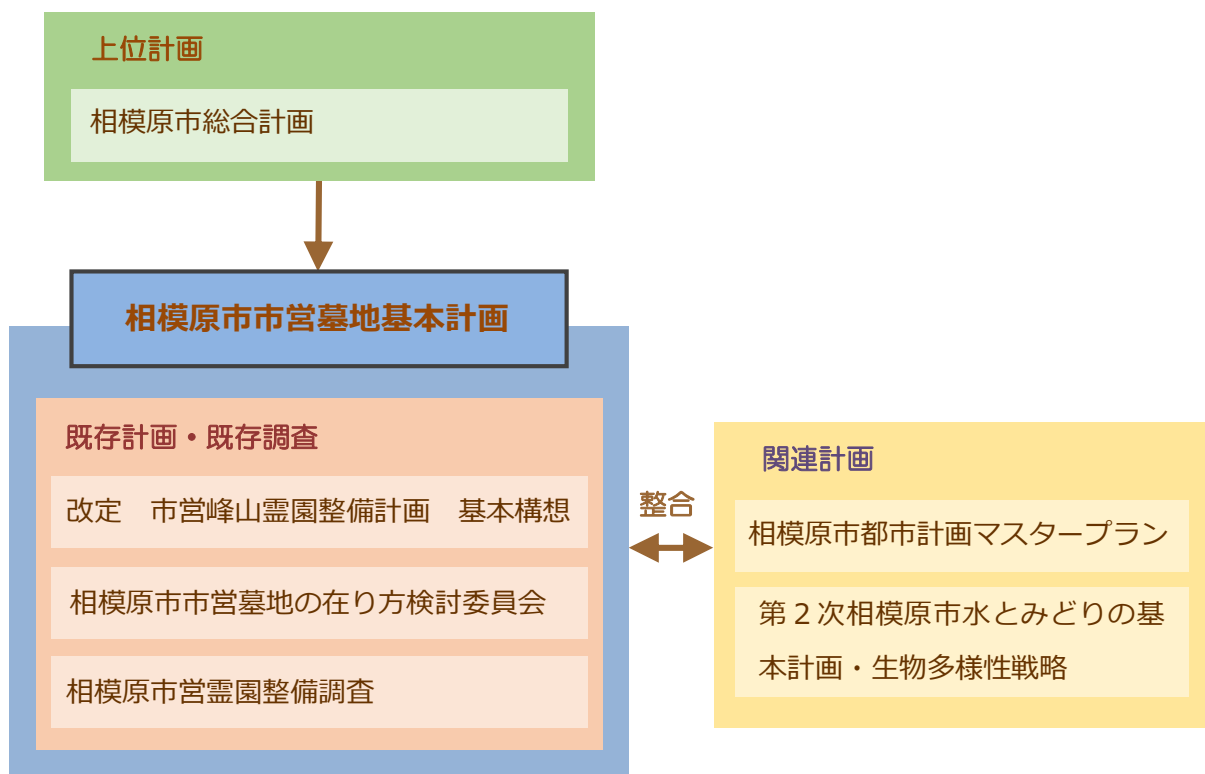 上位計画
相模原市総合計画
相模原市市営墓地基本計画
既存計画・既存調査
改定　市営峰山霊園整備計画　基本構想
相模原市市営墓地の在り方検討委員会
相模原市営霊園整備調査
整合
関連計画
相模原市都市計画マスタープラン
第２次相模原市水とみどりの基
本計画・生物多様性戦略